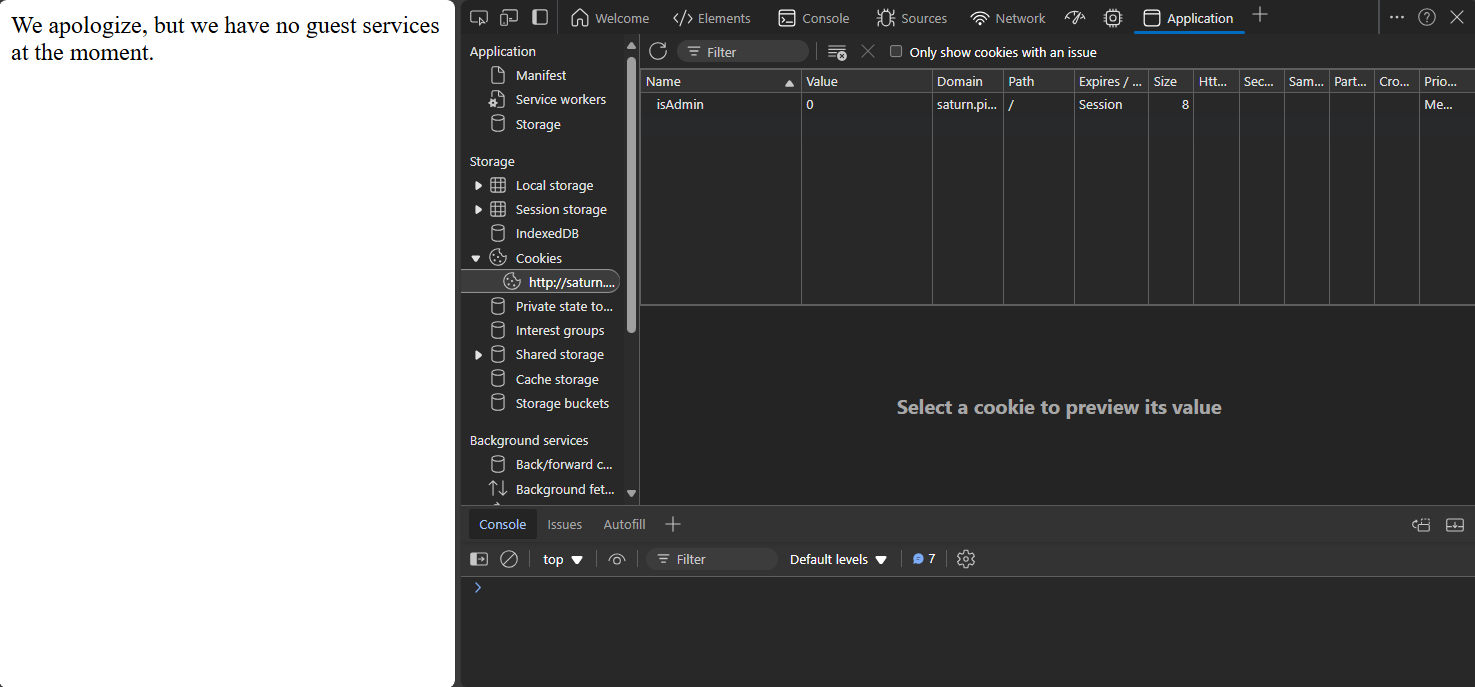 We apologize, but we have no guest services
at the moment.
Welcome Elements Console Sources Network Application
Application
Manifest
Service workers
Storage
Storage
Local storage
Session storage
IndexedDB
Cookies
http://saturn....
Private state to...
Interest groups
Shared storage
Cache storage
Storage buckets
Background services
Back/forward c...
Background fet...
Filter Only show cookies with an issue
Name Value Domain Path Expires / ... Size Htt... Sec... Sam... Part... Cro... Prio...
isAdmin 0 saturn.pi... / Session 8 Me...
Select a cookie to preview its value
Console Issues Autofill
top Filter Default levels 7